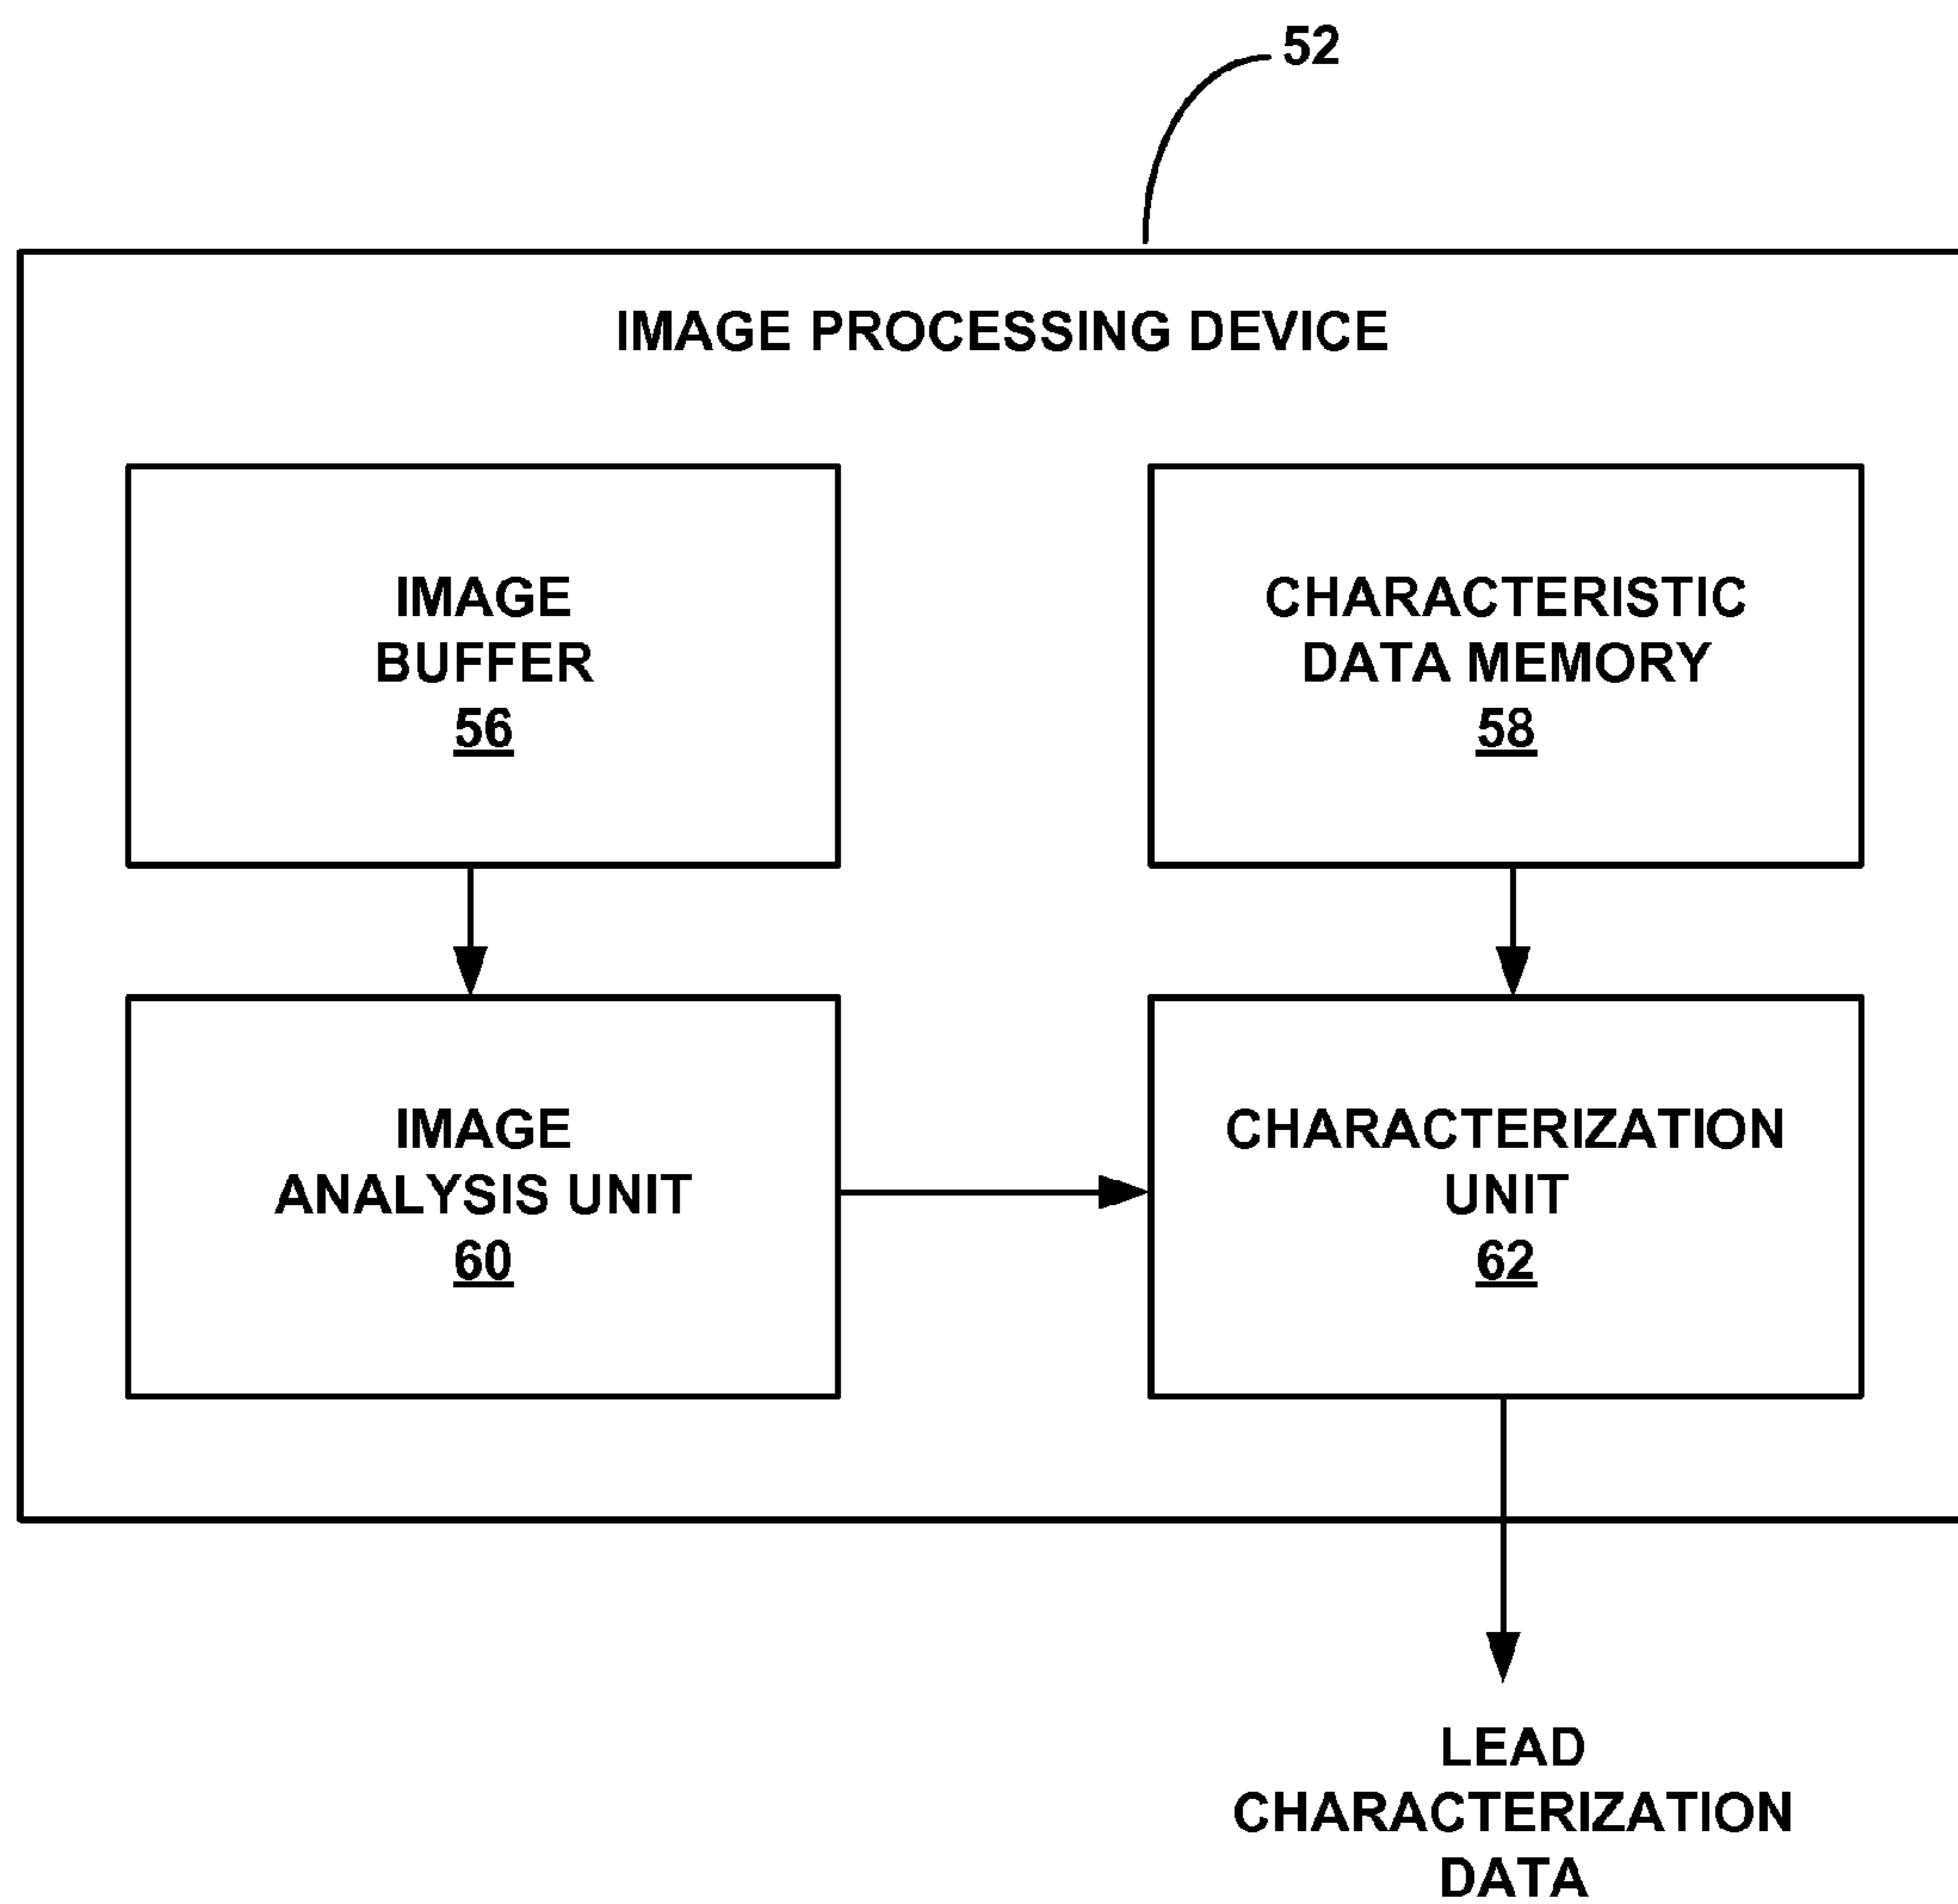 52
IMAGE PROCESSING DEVICE
IMAGE
BUFFER
56
CHARACTERISTIC
DATA MEMORY
58
IMAGE
ANALYSIS UNIT
60
CHARACTERIZATION
UNIT
62
LEAD
CHARACTERIZATION
DATA